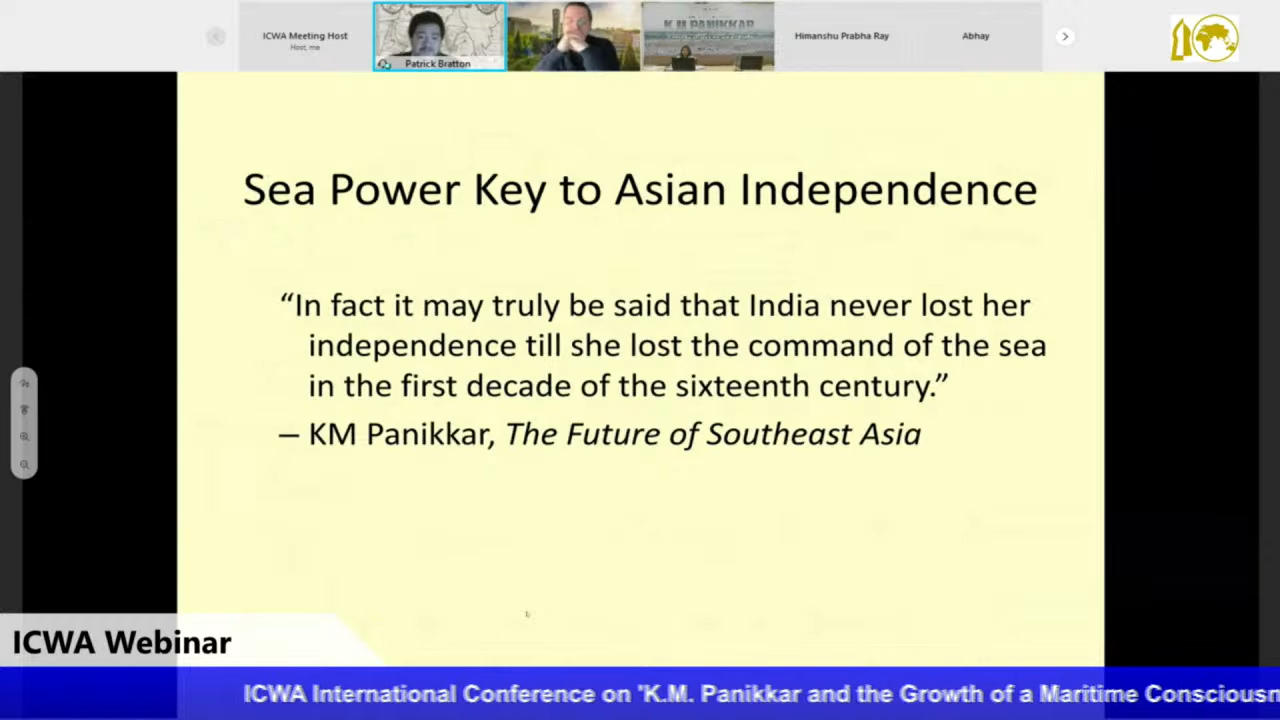 ICWA Meeting Host
Host, me
Patrick Bratton
K M PANIKKAR
Himanshu Prabha Ray
Abhay
Sea Power Key to Asian Independence
“In fact it may truly be said that India never lost her
independence till she lost the command of the sea
in the first decade of the sixteenth century.”
– KM Panikkar, The Future of Southeast Asia
ICWA Webinar
ICWA International Conference on 'K.M. Panikkar and the Growth of a Maritime Consciousn